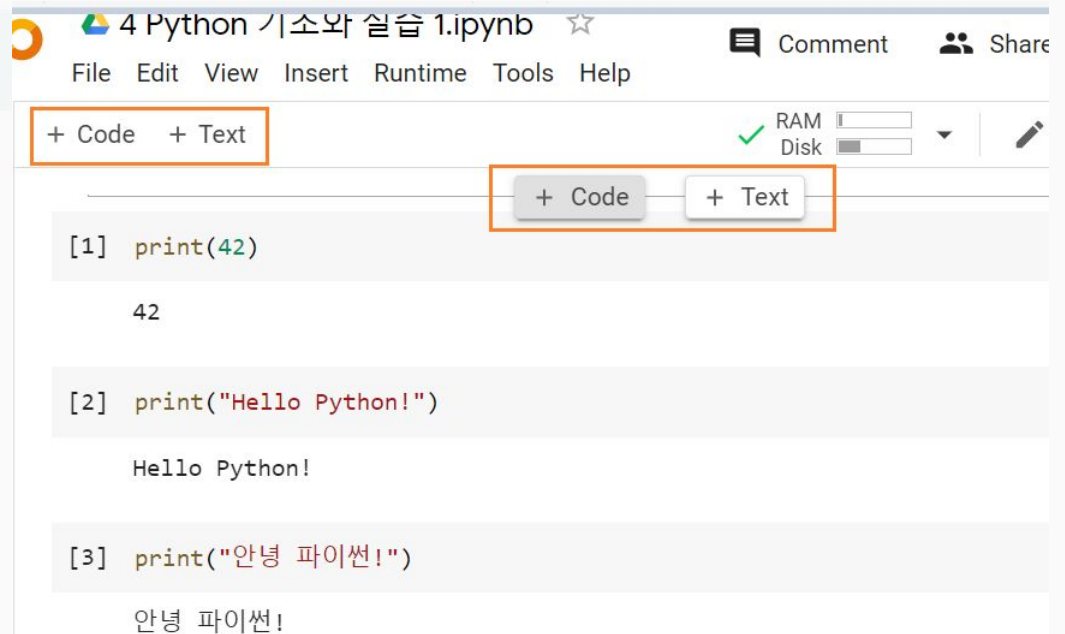 4 Python 기초와 실습 1.ipynb
Comment
Share
File Edit View Insert Runtime Tools Help
+ Code + Text
RAM
Disk
+ Code + Text
[1] print(42)
42
[2] print("Hello Python!")
Hello Python!
[3] print("안녕 파이썬!")
안녕 파이썬!